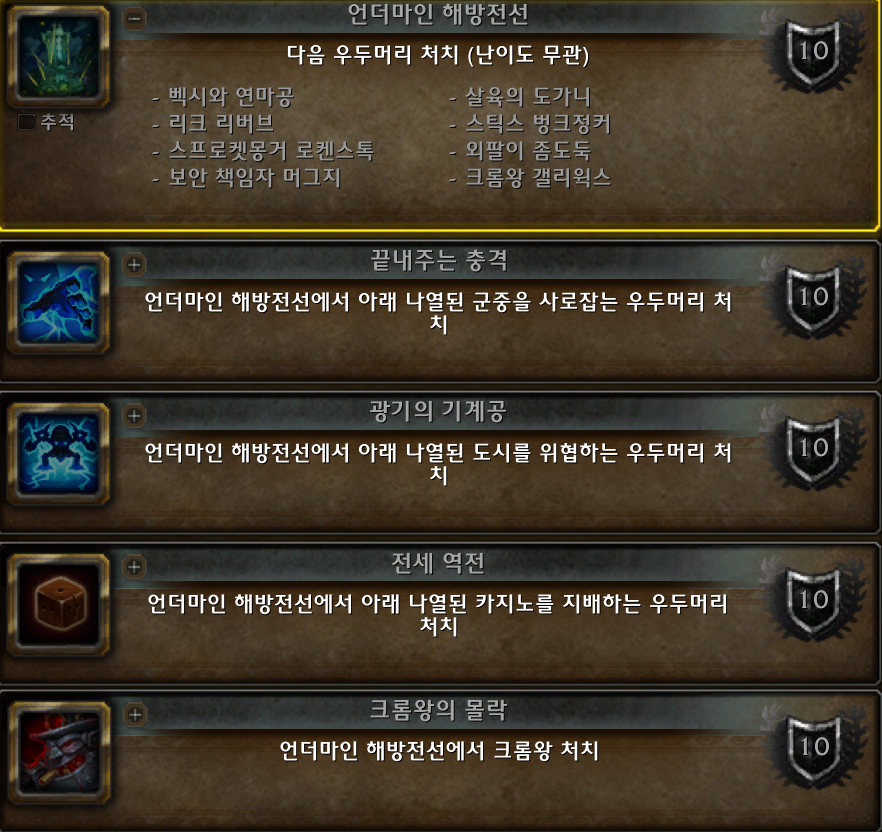 언더마인 해방전선
10
다음 우두머리 처치 (난이도 무관)
- 벡시와 연마공
- 살육의 도가니
추적
- 리크 리버브
- 스틱스 벙크정커
- 스프로켓몽거 로켄스톡
- 외팔이 좀도둑
- 보안 책임자 머그지
- 크롬왕 갤리윅스
끝내주는 충격
10
언더마인 해방전선에서 아래 나열된 군중을 사로잡는 우두머리 처
치
광기의 기계공
10
언더마인 해방전선에서 아래 나열된 도시를 위협하는 우두머리 처
치
전세 역전
10
언더마인 해방전선에서 아래 나열된 카지노를 지배하는 우두머리
처치
크롬왕의 몰락
10
언더마인 해방전선에서 크롬왕 처치